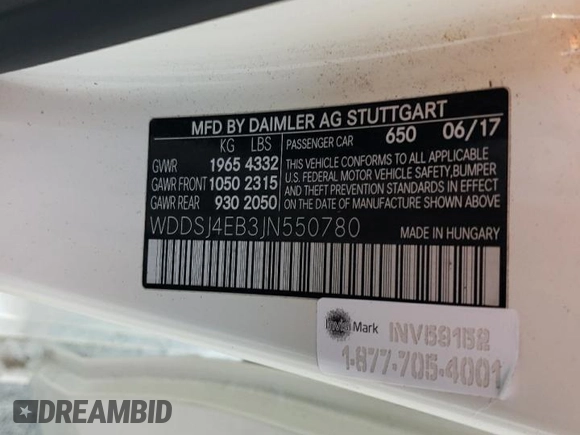 MFD BY DAIMLER AG STUTTGART
KG LBS PASSENGER CAR 650 06/17
GVWR 1965 4332
GAWR FRONT 1050 2315
GAWR REAR 930 2050
THIS VEHICLE CONFORMS TO ALL APPLICABLE
U.S. FEDERAL MOTOR VEHICLE SAFETY, BUMPER
AND THEFT PREVENTION STANDARDS IN EFFECT
ON THE DATE OF MANUFACTURE SHOWN ABOVE.
WDDSJ4EB3JN550780 MADE IN HUNGARY
Mark INV59152
1-877-705-4001
DREAMBID